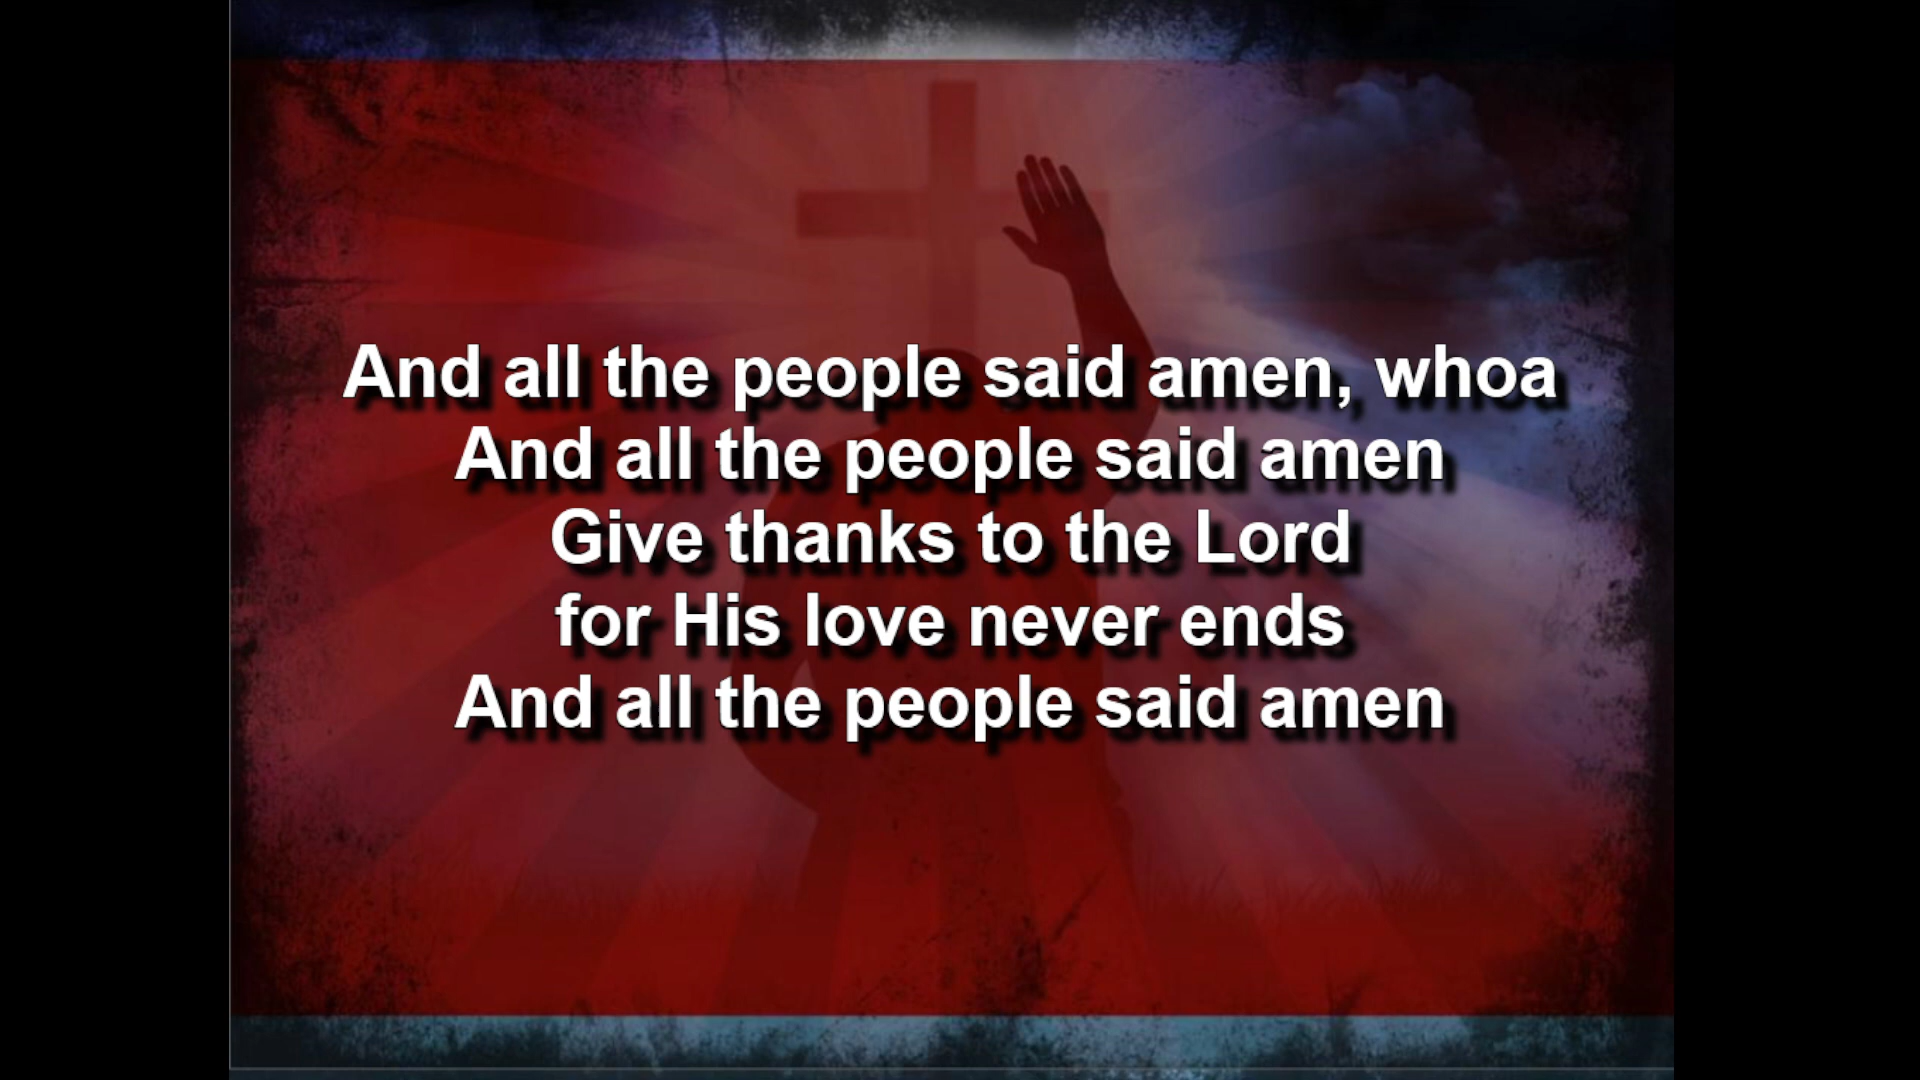 And all the people said amen, whoa
And all the people said amen
Give thanks to the Lord
for His love never ends
And all the people said amen